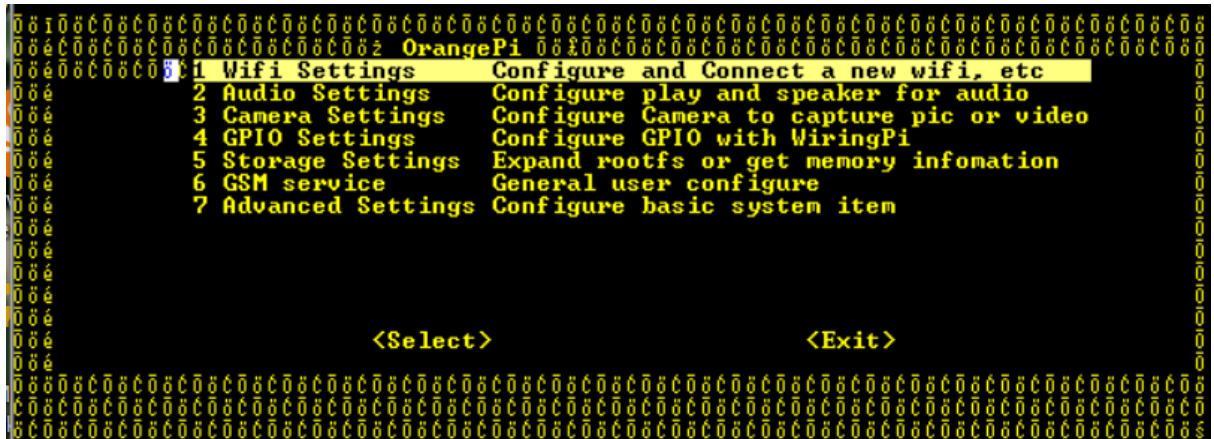 OrangePi
1 Wifi Settings Configure and Connect a new wifi, etc
2 Audio Settings Configure play and speaker for audio
3 Camera Settings Configure Camera to capture pic or video
4 GPIO Settings Configure GPIO with WiringPi
5 Storage Settings Expand rootfs or get memory infomation
6 GSM service General user configure
7 Advanced Settings Configure basic system item
<Select> <Exit>